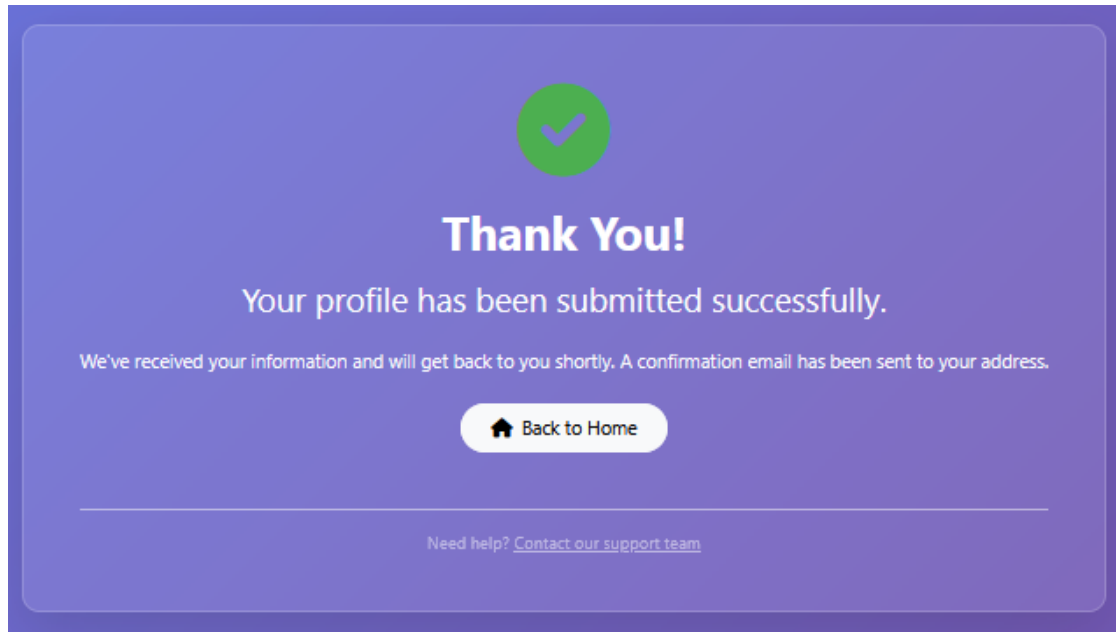 Thank You!
Your profile has been submitted successfully.
We've received your information and will get back to you shortly. A confirmation email has been sent to your address.
Back to Home
Need help? Contact our support team